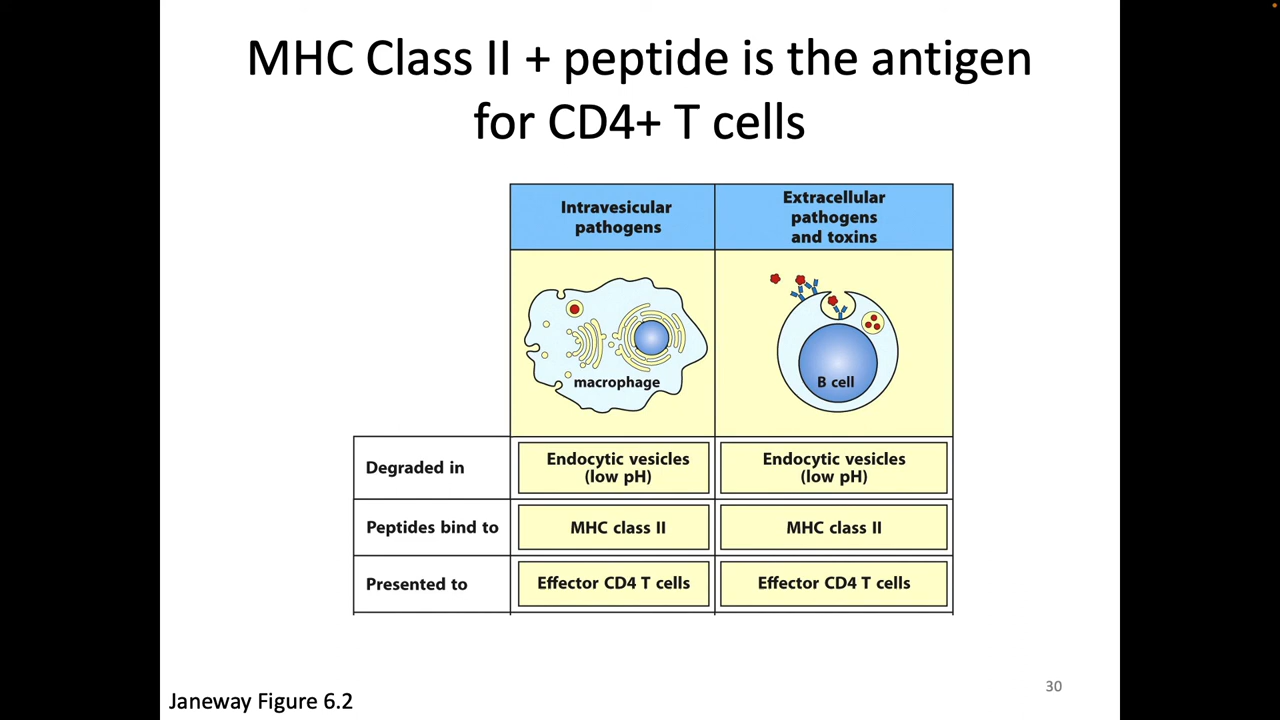 MHC Class II + peptide is the antigen
for CD4+ T cells
Intravesicular
pathogens
Extracellular
pathogens
and toxins
macrophage
B cell
Degraded in
Endocytic vesicles
(low pH)
Endocytic vesicles
(low pH)
Peptides bind to
MHC class II
MHC class II
Presented to
Effector CD4 T cells
Effector CD4 T cells
Janeway Figure 6.2
30